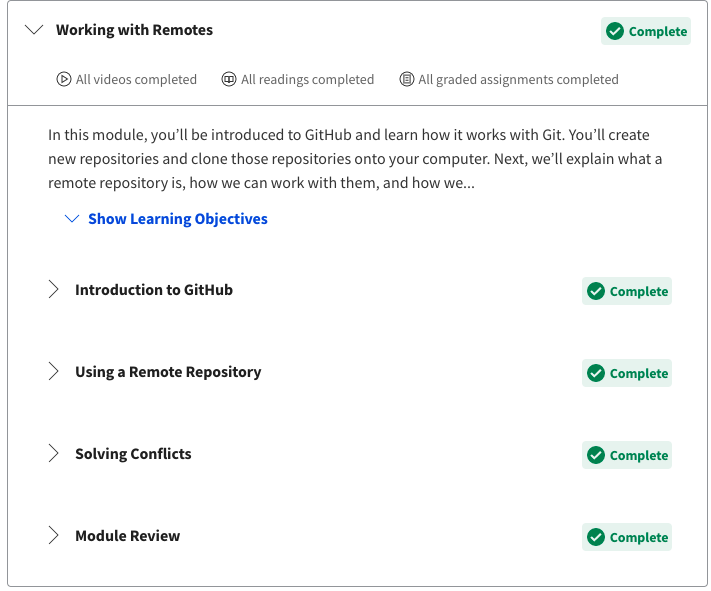 Working with Remotes
Complete
All videos completed
All readings completed
All graded assignments completed
In this module, you’ll be introduced to GitHub and learn how it works with Git. You’ll create
new repositories and clone those repositories onto your computer. Next, we’ll explain what a
remote repository is, how we can work with them, and how we...
Show Learning Objectives
Introduction to GitHub
Complete
Using a Remote Repository
Complete
Solving Conflicts
Complete
Module Review
Complete